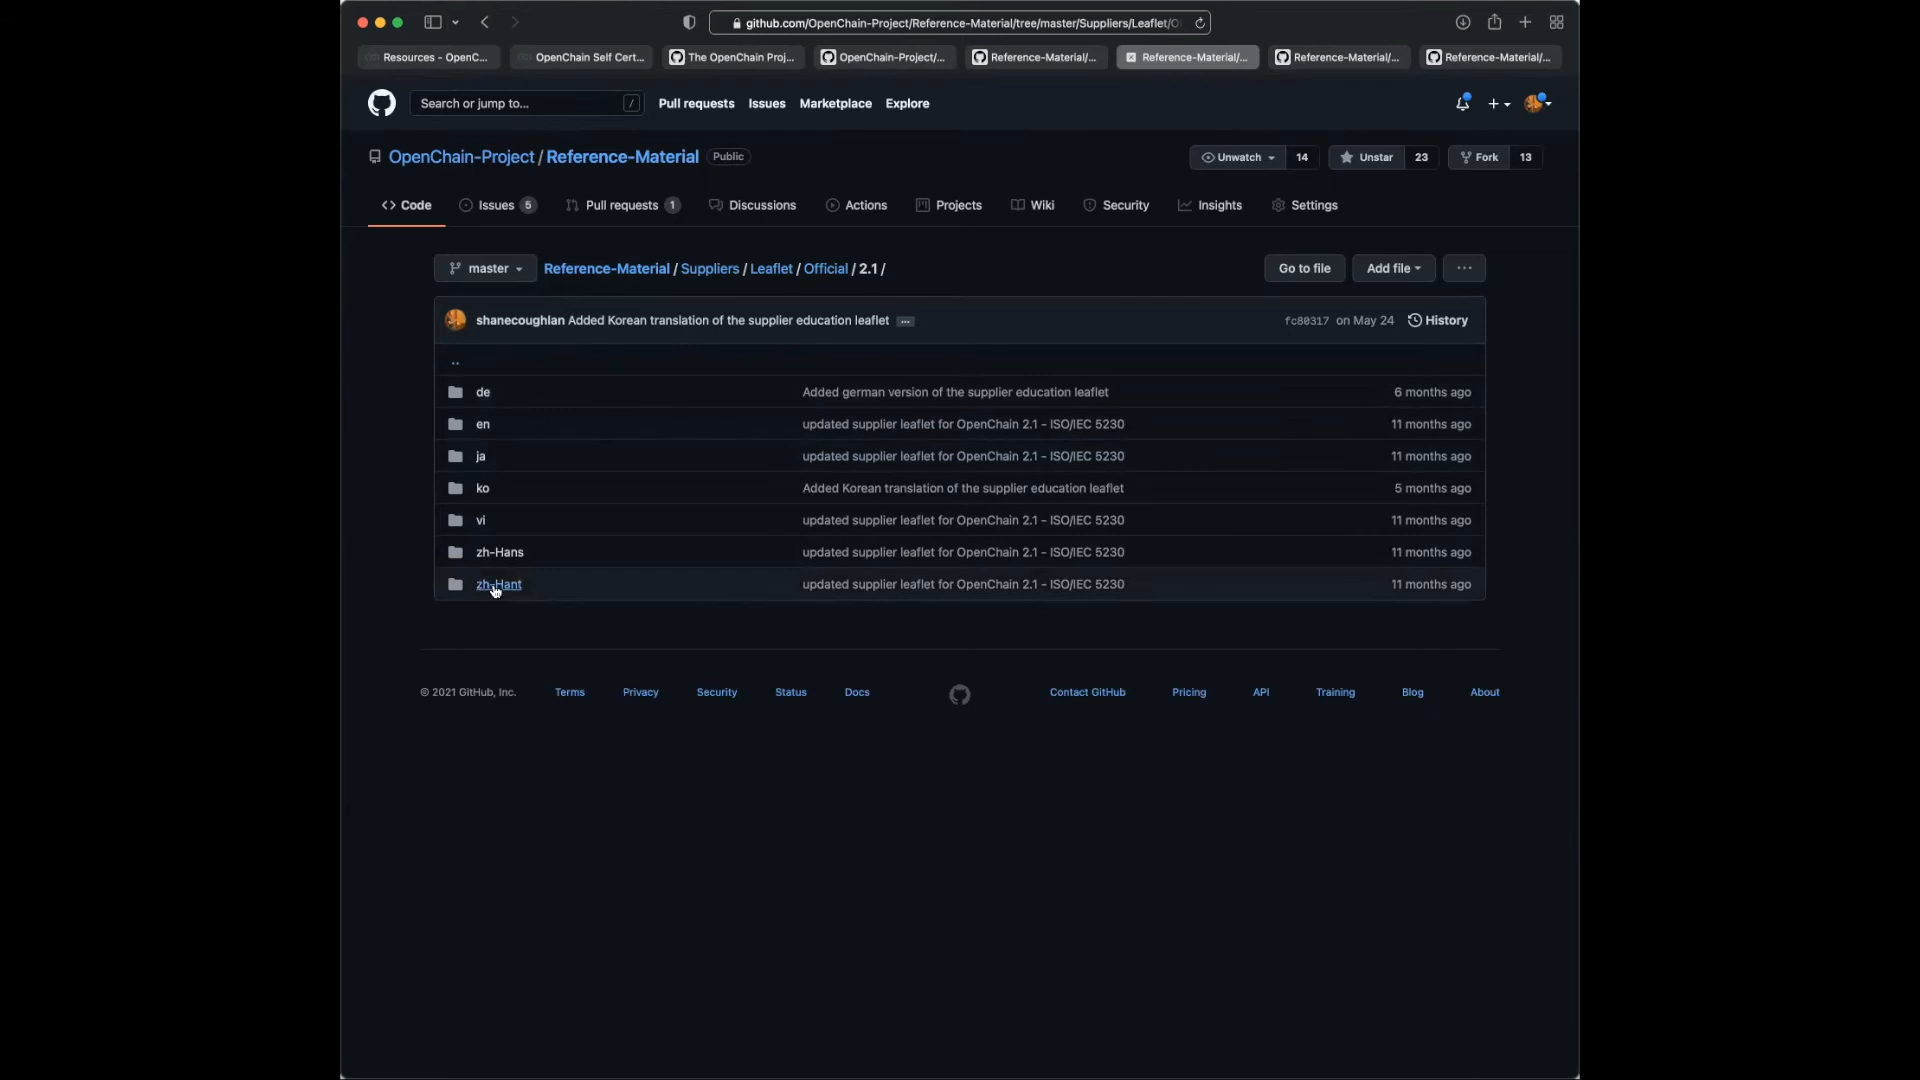 github.com/OpenChain-Project/Reference-Material/tree/master/Suppliers/Leaflet/O
Resources - OpenC...
OpenChain Self Cert...
The OpenChain Proj...
OpenChain-Project/...
Reference-Material/...
Reference-Material/...
Reference-Material/...
Reference-Material/...
Search or jump to... /
Pull requests
Issues
Marketplace
Explore
OpenChain-Project / Reference-Material Public
Unwatch 14
Unstar 23
Fork 13
Code
Issues 5
Pull requests 1
Discussions
Actions
Projects
Wiki
Security
Insights
Settings
master
Reference-Material / Suppliers / Leaflet / Official / 2.1 /
Go to file
Add file
...
shanecoughlan Added Korean translation of the supplier education leaflet ... fc80317 on May 24 History
..
de Added german version of the supplier education leaflet 6 months ago
en updated supplier leaflet for OpenChain 2.1 - ISO/IEC 5230 11 months ago
ja updated supplier leaflet for OpenChain 2.1 - ISO/IEC 5230 11 months ago
ko Added Korean translation of the supplier education leaflet 5 months ago
vi updated supplier leaflet for OpenChain 2.1 - ISO/IEC 5230 11 months ago
zh-Hans updated supplier leaflet for OpenChain 2.1 - ISO/IEC 5230 11 months ago
zh-Hant updated supplier leaflet for OpenChain 2.1 - ISO/IEC 5230 11 months ago
© 2021 GitHub, Inc.
Terms
Privacy
Security
Status
Docs
Contact GitHub
Pricing
API
Training
Blog
About